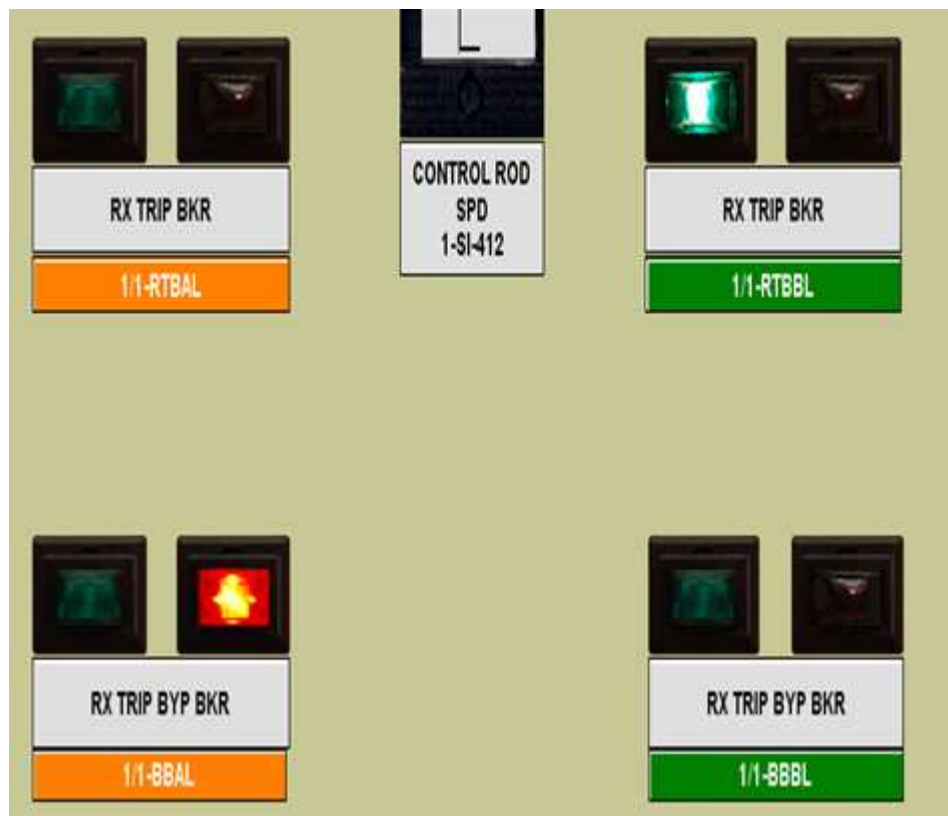 RX TRIP BKR
1/1-RTBAL
CONTROL ROD
SPD
1-SI-412
RX TRIP BKR
1/1-RTBBL
RX TRIP BYP BKR
1/1-BBAL
RX TRIP BYP BKR
1/1-BBBL